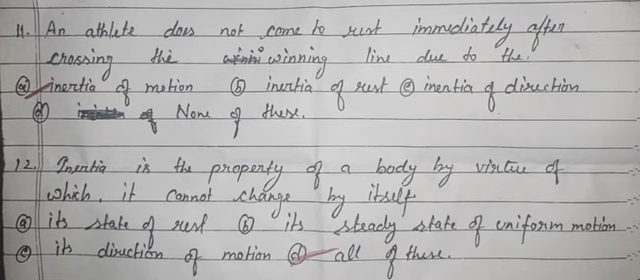 11. An athlete does not come to rest immediately after
crossing the winning line due to the.
(a) inertia of motion (b) inertia of rest (c) inertia of direction
(d) of None of these.
12. Inertia is the property of a body by virtue of
which, it cannot change by itself
(a) its state of rest (b) its steady state of uniform motion
(c) its direction of motion (d) all of these.